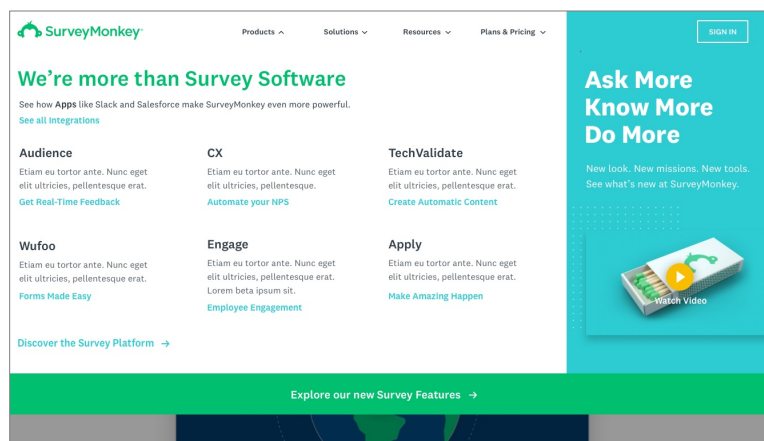 SurveyMonkey
Products
Solutions
Resources
Plans & Pricing
SIGN IN
We're more than Survey Software
See how Apps like Slack and Salesforce make SurveyMonkey even more powerful.
See all Integrations
Audience
Etiam eu tortor ante. Nunc eget
elit ultricies, pellentesque erat.
Get Real-Time Feedback
CX
Etiam eu tortor ante. Nunc eget
elit ultricies, pellentesque.
Automate your NPS
TechValidate
Etiam eu tortor ante. Nunc eget
elit ultricies, pellentesque erat.
Create Automatic Content
Wufoo
Etiam eu tortor ante. Nunc eget
elit ultricies, pellentesque erat.
Forms Made Easy
Engage
Etiam eu tortor ante. Nunc eget
elit ultricies, pellentesque erat.
Lorem beta ipsum sit.
Employee Engagement
Apply
Etiam eu tortor ante. Nunc eget
elit ultricies, pellentesque erat.
Make Amazing Happen
Discover the Survey Platform →
Ask More
Know More
Do More
New look. New missions. New tools.
See what's new at SurveyMonkey.
Watch Video
Explore our new Survey Features →